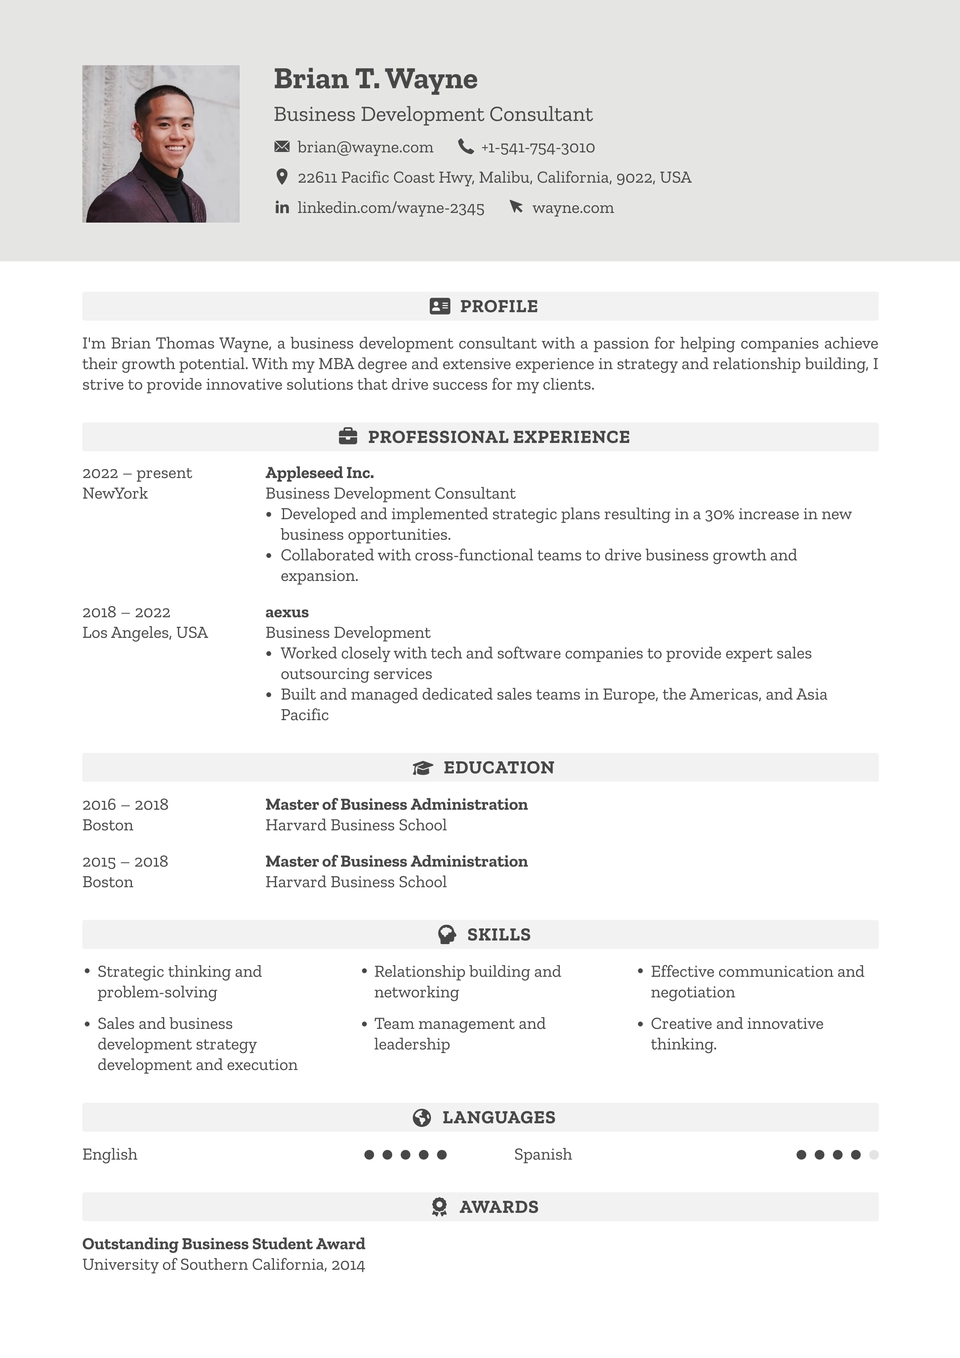 Brian T. Wayne
Business Development Consultant
brian@wayne.com +1-541-754-3010
22611 Pacific Coast Hwy, Malibu, California, 9022, USA
linkedin.com/wayne-2345 wayne.com
PROFILE
I'm Brian Thomas Wayne, a business development consultant with a passion for helping companies achieve
their growth potential. With my MBA degree and extensive experience in strategy and relationship building, I
strive to provide innovative solutions that drive success for my clients.
PROFESSIONAL EXPERIENCE
2022 – present
NewYork
Appleseed Inc.
Business Development Consultant
• Developed and implemented strategic plans resulting in a 30% increase in new
business opportunities.
• Collaborated with cross-functional teams to drive business growth and
expansion.
2018 – 2022
Los Angeles, USA
aexus
Business Development
• Worked closely with tech and software companies to provide expert sales
outsourcing services
• Built and managed dedicated sales teams in Europe, the Americas, and Asia
Pacific
EDUCATION
2016 – 2018
Boston
Master of Business Administration
Harvard Business School
2015 – 2018
Boston
Master of Business Administration
Harvard Business School
SKILLS
• Strategic thinking and
problem-solving
• Relationship building and
networking
• Effective communication and
negotiation
• Sales and business
development strategy
development and execution
• Team management and
leadership
• Creative and innovative
thinking.
LANGUAGES
English
Spanish
AWARDS
Outstanding Business Student Award
University of Southern California, 2014